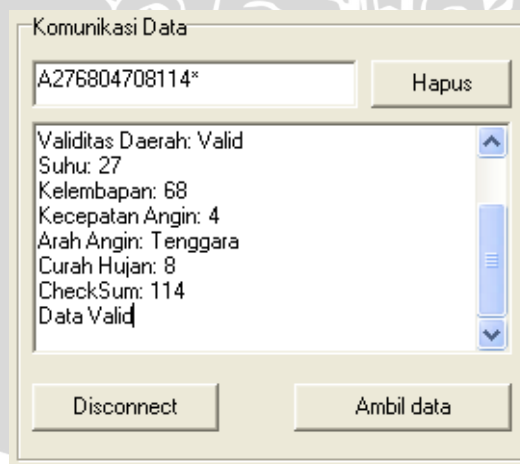 Komunikasi Data
A276804708114*
Hapus
Validitas Daerah: Valid
Suhu: 27
Kelembapan: 68
Kecepatan Angin: 4
Arah Angin: Tenggara
Curah Hujan: 8
CheckSum: 114
Data Valid
Disconnect
Ambil data